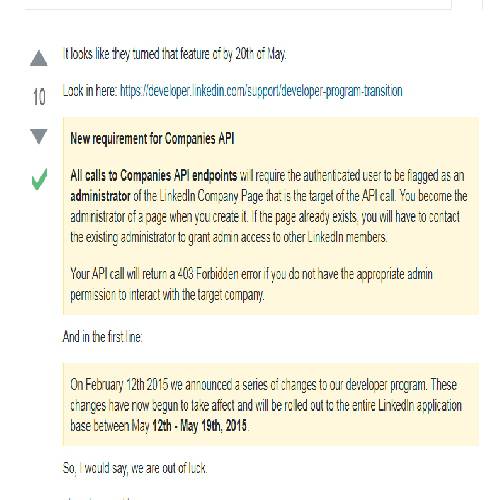 It looks like they turned that feature of by 20th of May.
10
Look in here: https://developer.linkedin.com/support/developer-program-transition
New requirement for Companies API
All calls to Companies API endpoints will require the authenticated user to be flagged as an
administrator of the LinkedIn Company Page that is the target of the API call. You become the
administrator of a page when you create it. If the page already exists, you will have to contact
the existing administrator to grant admin access to other LinkedIn members.
Your API call will return a 403 Forbidden error if you do not have the appropriate admin
permission to interact with the target company.
And in the first line:
On February 12th 2015 we announced a series of changes to our developer program. These
changes have now begun to take affect and will be rolled out to the entire LinkedIn application
base between May 12th - May 19th, 2015.
So, I would say, we are out of luck.